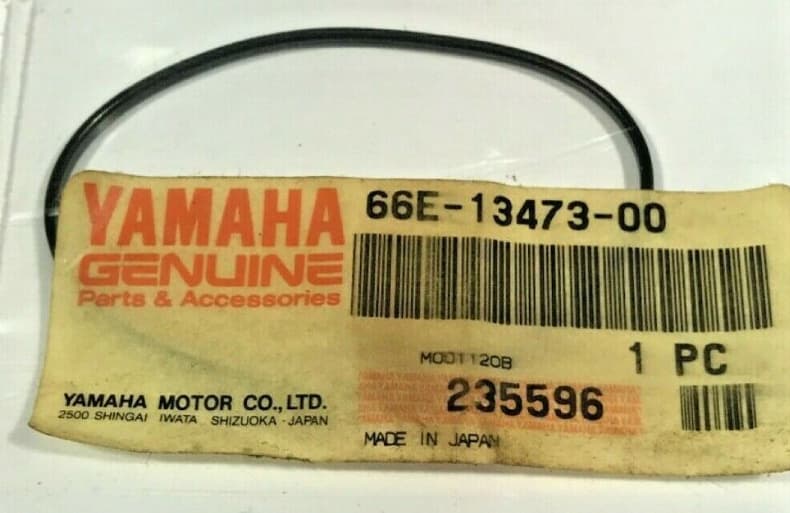 YAMAHA
GENUINE
Parts & Accessories
YAMAHA MOTOR CO., LTD.
2500 SHINGAI IWATA SHIZUOKA-JAPAN
66E-13473-00
1 PC
235596
MADE IN JAPAN